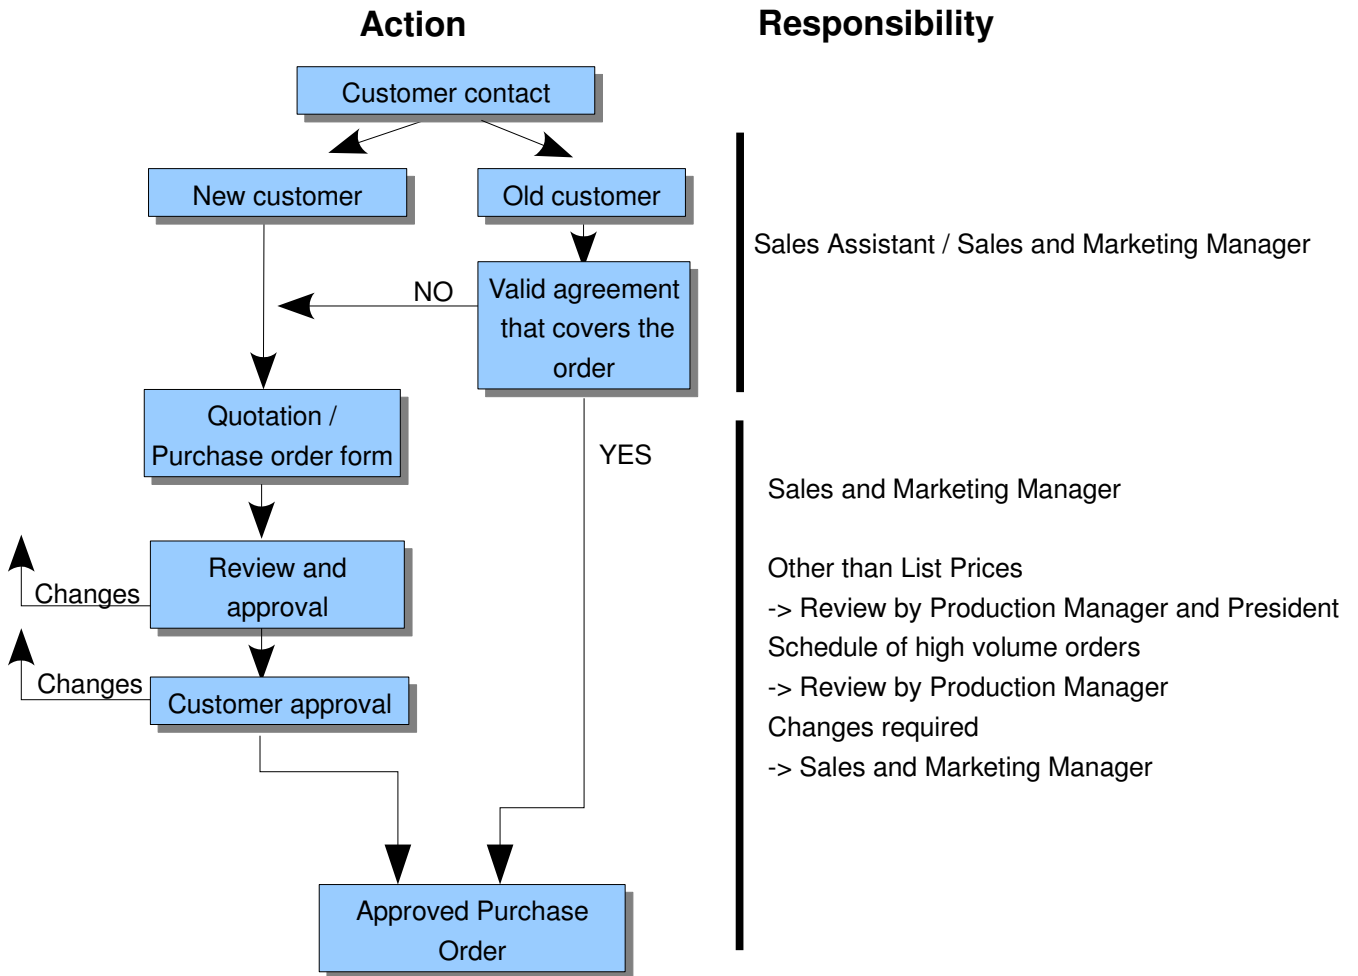 Action
Responsibility
Customer contact
New customer
Old customer
Sales Assistant / Sales and Marketing Manager
NO
Valid agreement
that covers the
order
Quotation /
Purchase order form
YES
Sales and Marketing Manager
Review and
approval
Changes
Other than List Prices
-> Review by Production Manager and President
Schedule of high volume orders
-> Review by Production Manager
Changes required
-> Sales and Marketing Manager
Changes
Customer approval
Approved Purchase
Order